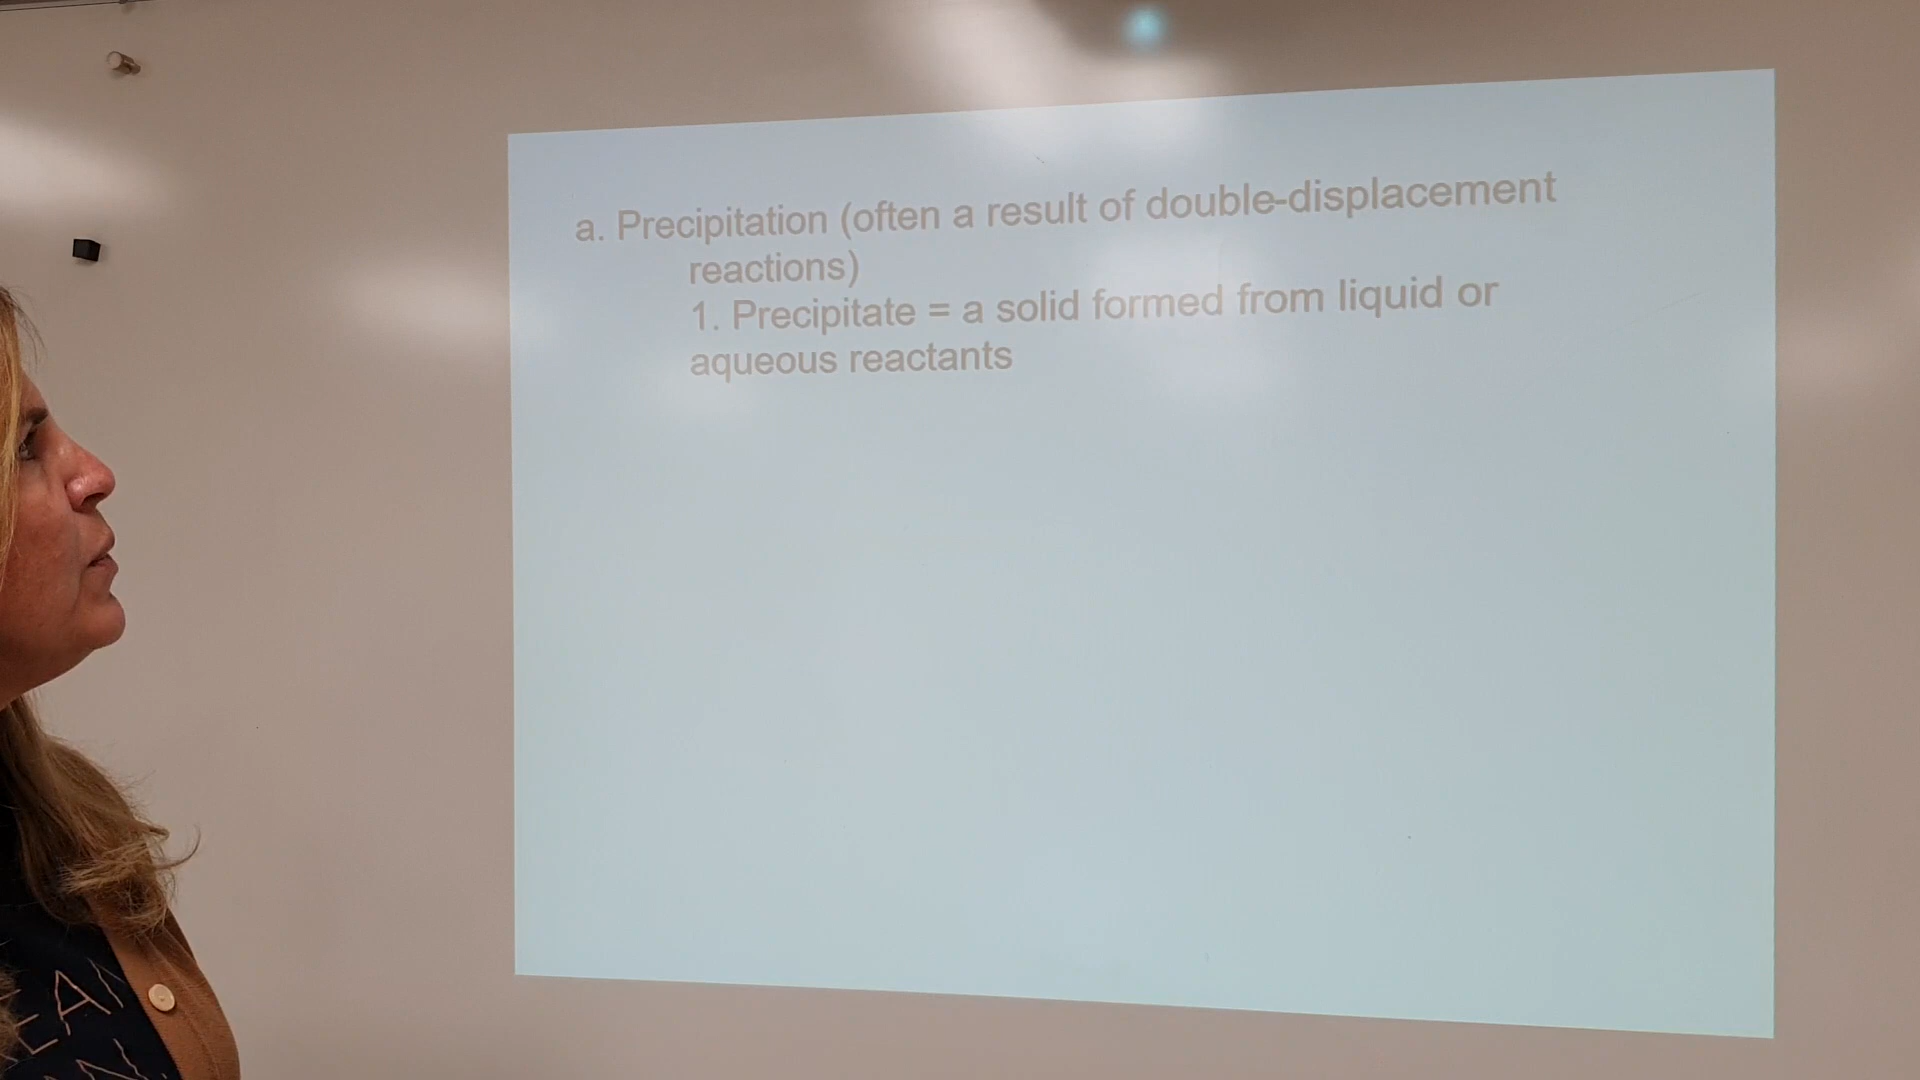 a. Precipitation (often a result of double-displacement
reactions)
1. Precipitate = a solid formed from liquid or
aqueous reactants